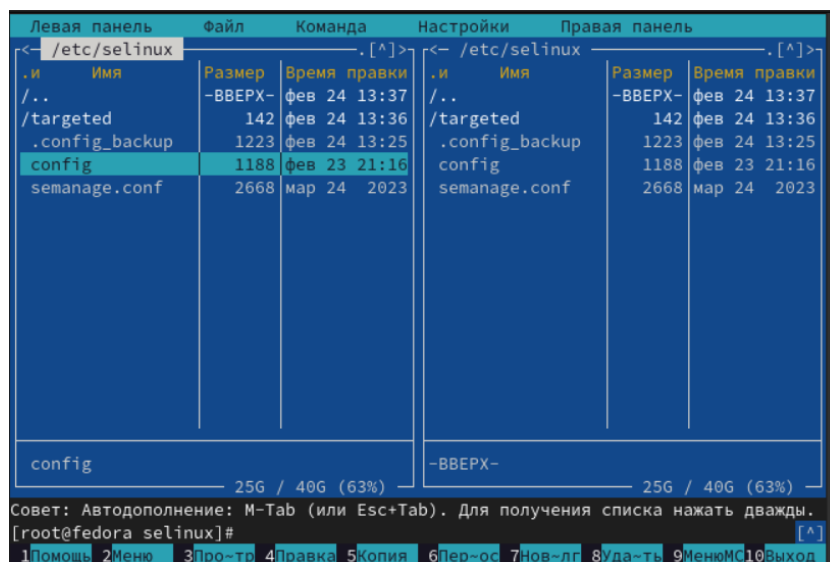 Левая панель Файл Команда Настройки Правая панель
<─ /etc/selinux ─.[^]>┐┌<─ /etc/selinux ─.[^]>
.и Имя Размер Время правки .и Имя Размер Время правки
/.. -ВВЕРХ- фев 24 13:37 /.. -ВВЕРХ- фев 24 13:37
/targeted 142 фев 24 13:36 /targeted 142 фев 24 13:36
.config_backup 1223 фев 24 13:25 .config_backup 1223 фев 24 13:25
config 1188 фев 23 21:16 config 1188 фев 23 21:16
semanage.conf 2668 мар 24 2023 semanage.conf 2668 мар 24 2023
config -ВВЕРХ-
25G / 40G (63%) 25G / 40G (63%)
Совет: Автодополнение: M-Tab (или Esc+Tab). Для получения списка нажать дважды.
[root@fedora selinux]# [^]
1Помощь 2Меню 3Про~тр 4Правка 5Копия 6Пер~ос 7Нов~лг 8Уда~ть 9МенюMC 10Выход